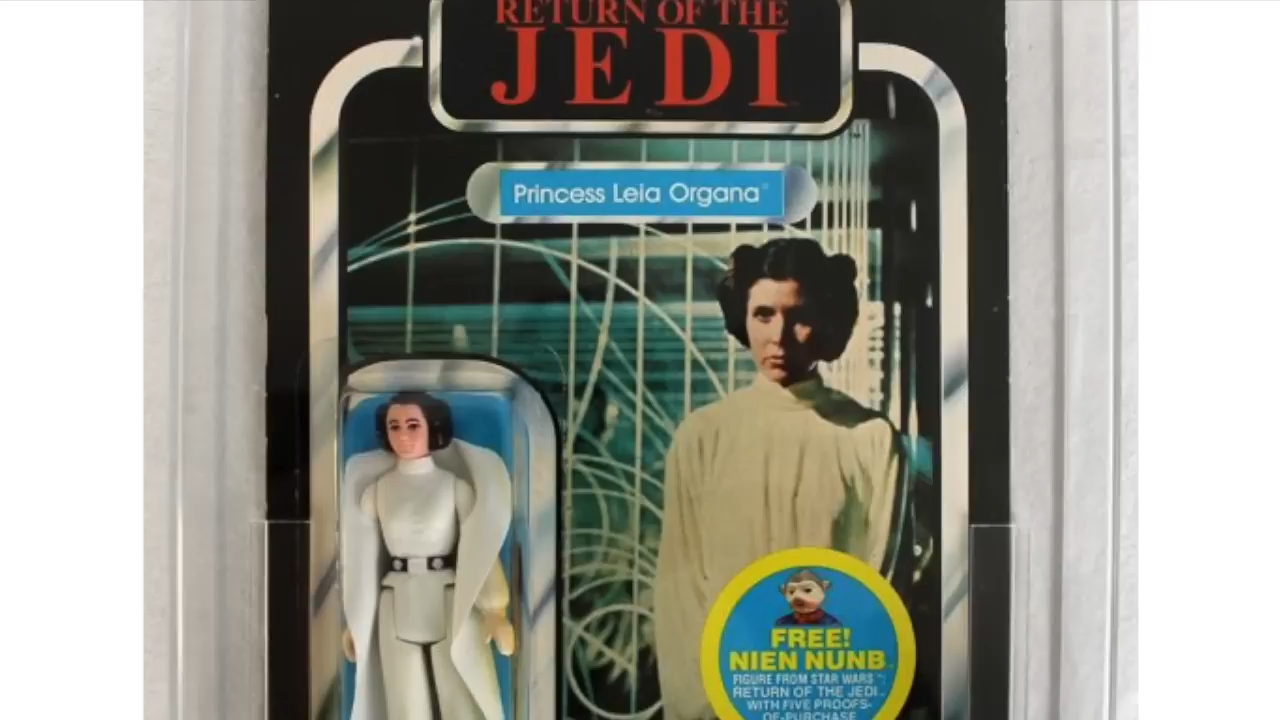 RETURN OF THE
JEDI
Princess Leia Organa
FREE!
NIEN NUNB
FIGURE FROM STAR WARS
RETURN OF THE JEDI
WITH FIVE PROOFS-
OF-PURCHASE